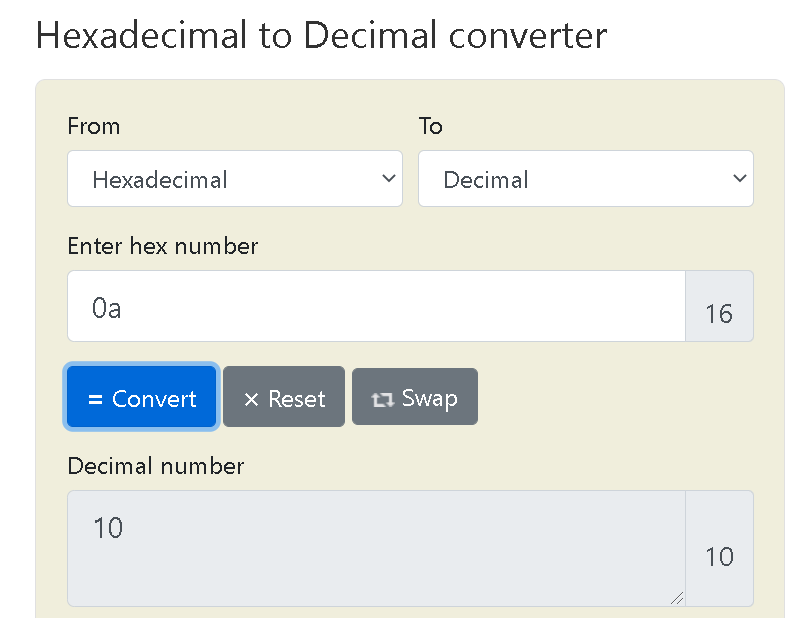 Hexadecimal to Decimal converter
From To
Hexadecimal Decimal
Enter hex number
0a 16
= Convert × Reset Swap
Decimal number
10
10